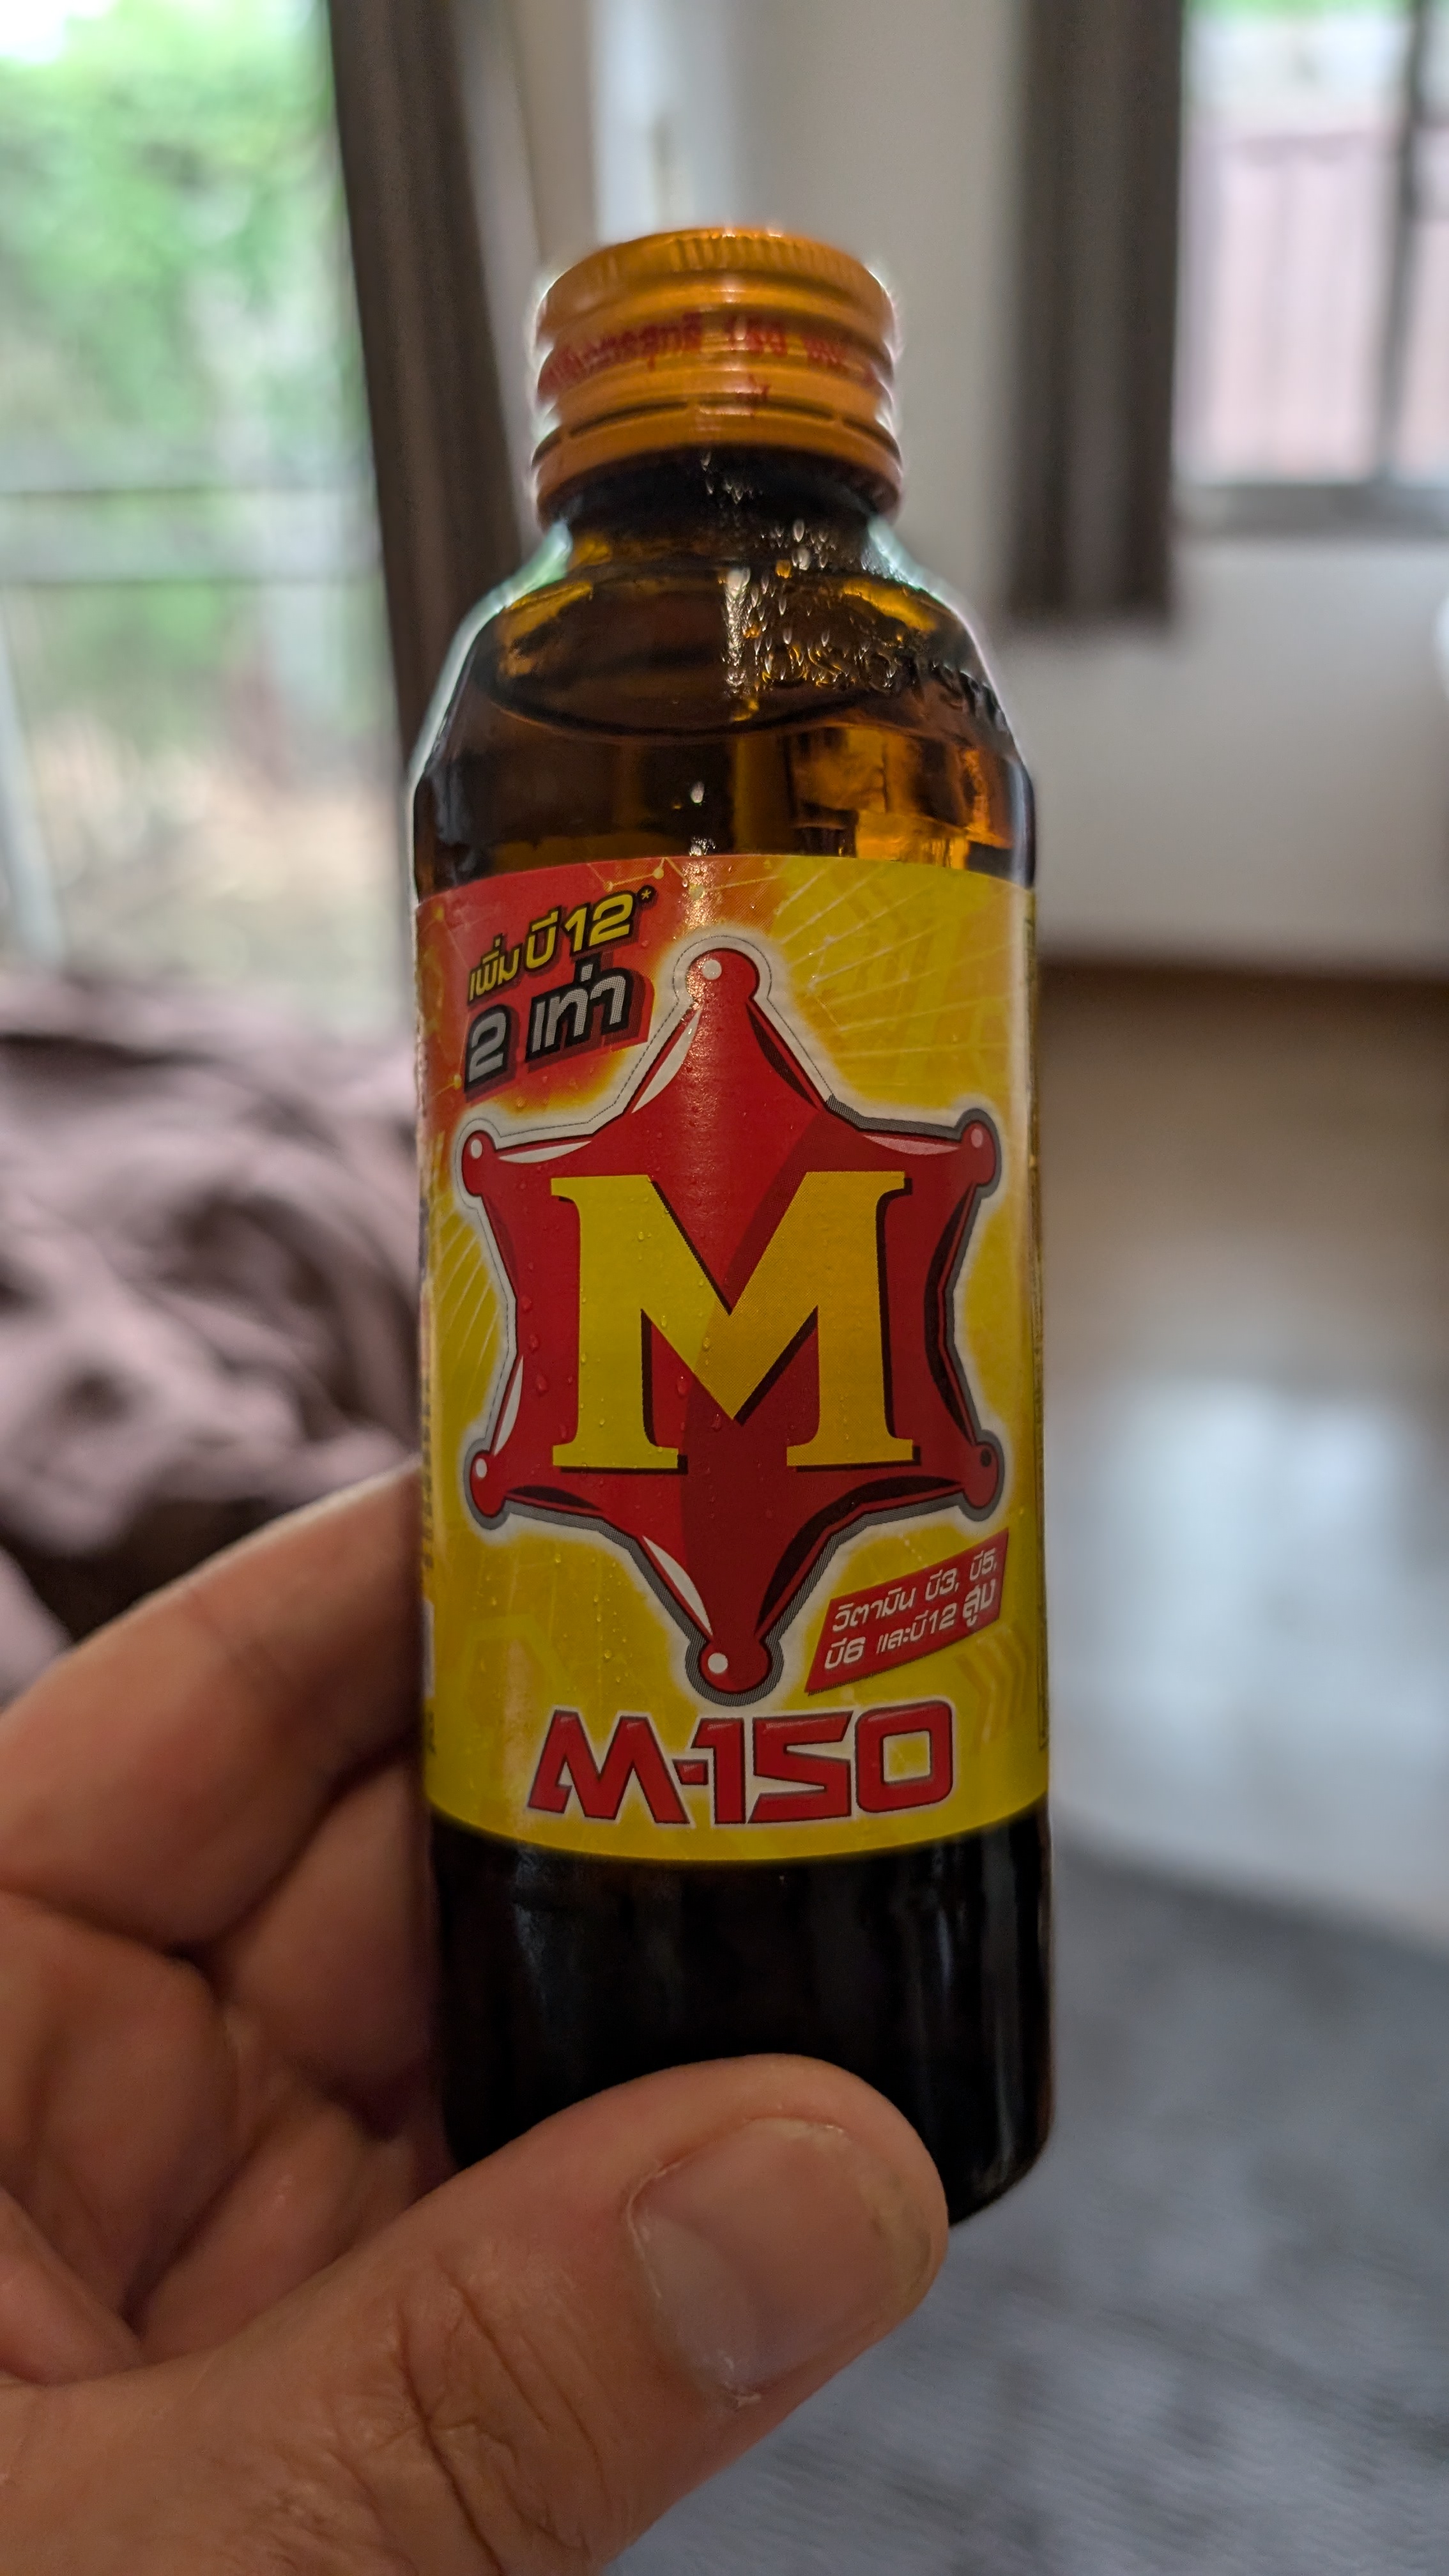 150
เพิ่มบี12*
2 เท่า
M
วิตามิน บี3, บี5,
บี6 และบี12 สูง
M-150